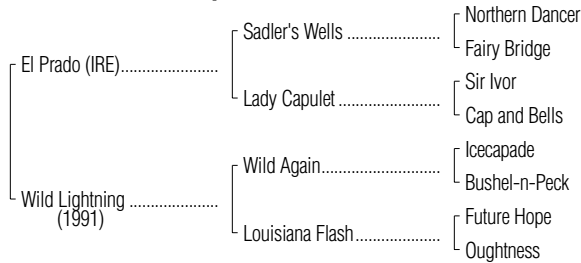 Northern Dancer
Sadler's Wells ....................
Fairy Bridge
El Prado (IRE).....................
Sir Ivor
Lady Capulet ......................
Cap and Bells
Icecapade
Wild Again.........................
Bushel-n-Peck
Wild Lightning ...................
(1991)
Future Hope
Louisiana Flash..................
Oughtness